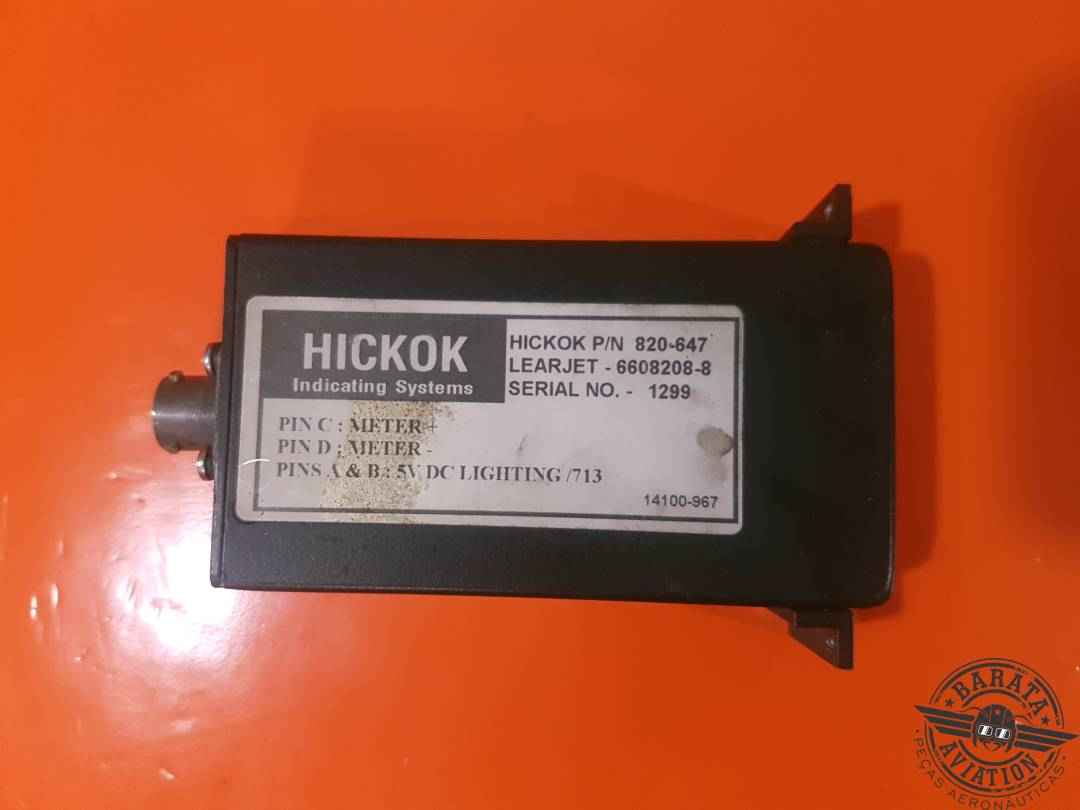 HICKOK
Indicating Systems
HICKOK P/N 820-647
LEARJET - 6608208-8
SERIAL NO. - 1299
PIN C : METER +
PIN D : METER -
PINS A & B : 5V DC LIGHTING /713
14100-967
BARATA
AVIATION
PEÇAS AERONÁUTICAS